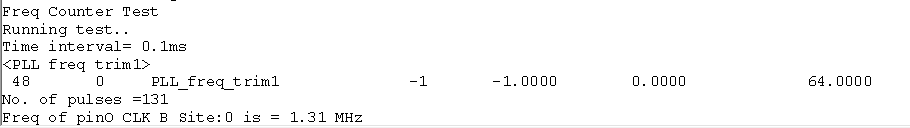 Freq Counter Test
Running test..
Time interval= 0.1ms
<PLL freq trim1>
48 0 PLL_freq_trim1 -1 -1.0000 0.0000 64.0000
No. of pulses =131
Freq of pinO CLK B Site:0 is = 1.31 MHz